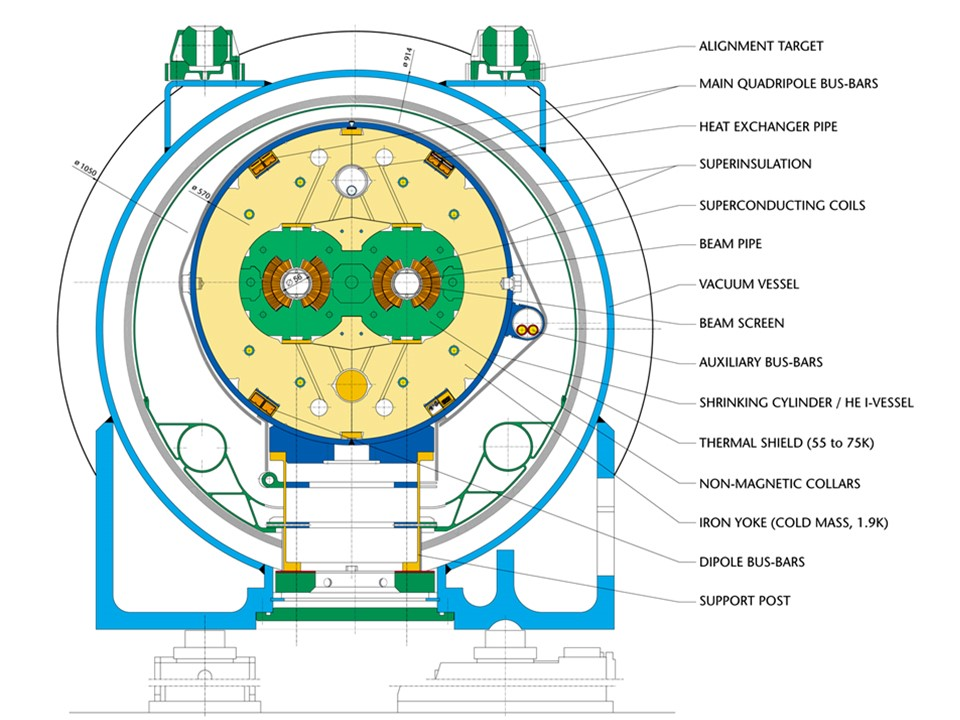 ALIGNMENT TARGET
MAIN QUADRIPOLE BUS-BARS
HEAT EXCHANGER PIPE
SUPERINSULATION
SUPERCONDUCTING COILS
BEAM PIPE
VACUUM VESSEL
BEAM SCREEN
AUXILIARY BUS-BARS
SHRINKING CYLINDER / HE I-VESSEL
THERMAL SHIELD (55 to 75K)
NON-MAGNETIC COLLARS
IRON YOKE (COLD MASS, 1.9K)
DIPOLE BUS-BARS
SUPPORT POST
ø 914
ø 1050
ø 570
ø 56